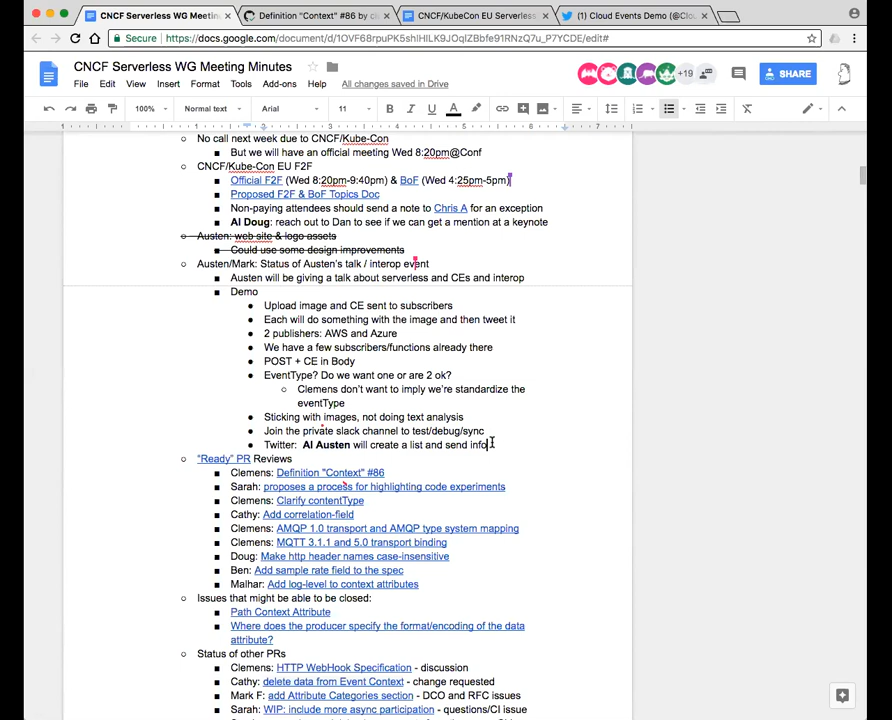 CNCF Serverless WG Meetin
Definition "Context" #86 by cl
CNCF/KubeCon EU Serverless
(1) Cloud Events Demo (@Clou
Secure
https://docs.google.com/document/d/1OVF68rpuPK5shIHILK9JOqlZBbfe91RNzQ7u_P7YCDE/edit#
CNCF Serverless WG Meeting Minutes
File Edit View Insert Format Tools Table Add-ons Help All changes saved in Drive
+19
SHARE
100% Normal text Arial 11 B I U A
1 1 2 3 4 5 6 7
No call next week due to CNCF/Kube-Con
But we will have an official meeting Wed 8:20pm@Conf
CNCF/Kube-Con EU F2F
Official F2F (Wed 8:20pm-9:40pm) & BoF (Wed 4:25pm-5pm)
Proposed F2F & BoF Topics Doc
Non-paying attendees should send a note to Chris A for an exception
AI Doug: reach out to Dan to see if we can get a mention at a keynote
Austen: web site & logo assets
Could use some design improvements
Austen/Mark: Status of Austen's talk / interop event
Austen will be giving a talk about serverless and CEs and interop
Demo
Upload image and CE sent to subscribers
Each will do something with the image and then tweet it
2 publishers: AWS and Azure
We have a few subscribers/functions already there
POST + CE in Body
EventType? Do we want one or are 2 ok?
Clemens don't want to imply we're standardize the
eventType
Sticking with images, not doing text analysis
Join the private slack channel to test/debug/sync
Twitter: AI Austen will create a list and send info
"Ready" PR Reviews
Clemens: Definition "Context" #86
Sarah: proposes a process for highlighting code experiments
Clemens: Clarify contentType
Cathy: Add correlation-field
Clemens: AMQP 1.0 transport and AMQP type system mapping
Clemens: MQTT 3.1.1 and 5.0 transport binding
Doug: Make http header names case-insensitive
Ben: Add sample rate field to the spec
Malhar: Add log-level to context attributes
Issues that might be able to be closed:
Path Context Attribute
Where does the producer specify the format/encoding of the data
attribute?
Status of other PRs
Clemens: HTTP WebHook Specification - discussion
Cathy: delete data from Event Context - change requested
Mark F: add Attribute Categories section - DCO and RFC issues
Sarah: WIP: include more async participation - questions/CI issue